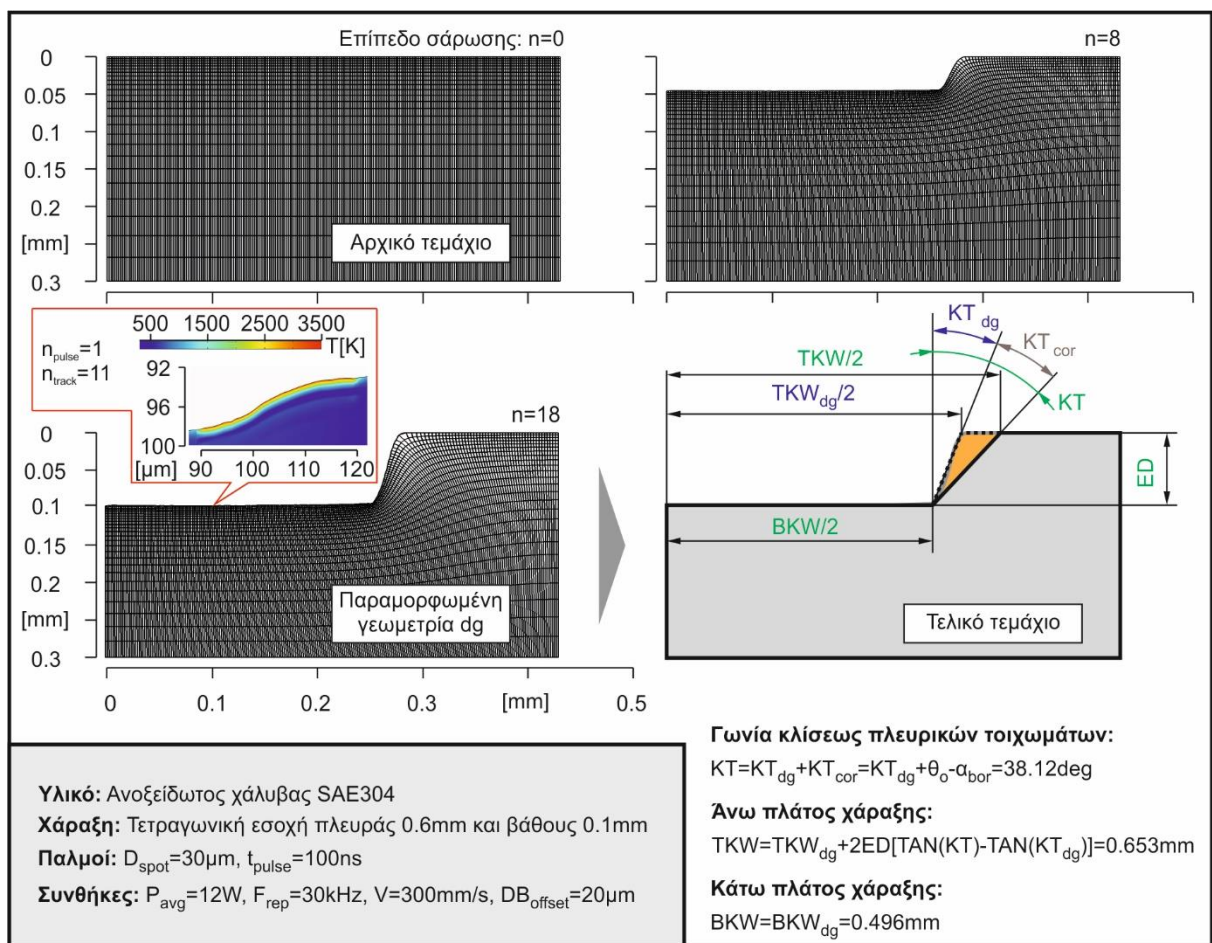 Επίπεδο σάρωσης: n=0
n=8
0
0.05
0.1
0.15
0.2
[mm]
0.3
Αρχικό τεμάχιο
n_pulse=1
n_track=11
500 1500 2500 3500
T[K]
92
96
100
[μm] 90 100 110 120
n=18
0
0.05
0.1
0.15
0.2
[mm]
0.3
Παραμορφωμένη
γεωμετρία dg
0 0.1 0.2 0.3 [mm] 0.5
KT dg
KT cor
KT
TKW/2
TKW_dg/2
ED
BKW/2
Τελικό τεμάχιο
Υλικό: Ανοξείδωτος χάλυβας SAE304
Χάραξη: Τετραγωνική εσοχή πλευράς 0.6mm και βάθους 0.1mm
Παλμοί: D_spot=30μm, t_pulse=100ns
Συνθήκες: P_avg=12W, F_rep=30kHz, V=300mm/s, DB_offset=20μm
Γωνία κλίσεως πλευρικών τοιχωμάτων:
KT=KT_dg+KT_cor=KT_dg+θ_o-α_bor=38.12deg
Άνω πλάτος χάραξης:
TKW=TKW_dg+2ED[TAN(KT)-TAN(KT_dg)]=0.653mm
Κάτω πλάτος χάραξης:
BKW=BKW_dg=0.496mm